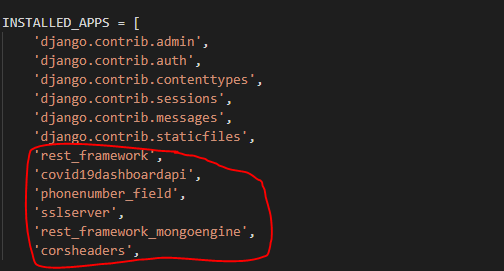 INSTALLED_APPS = [
'django.contrib.admin',
'django.contrib.auth',
'django.contrib.contenttypes',
'django.contrib.sessions',
'django.contrib.messages',
'django.contrib.staticfiles',
'rest_framework',
'covid19dashboardapi',
'phonenumber_field',
'sslserver',
'rest_framework_mongoengine',
'corsheaders',